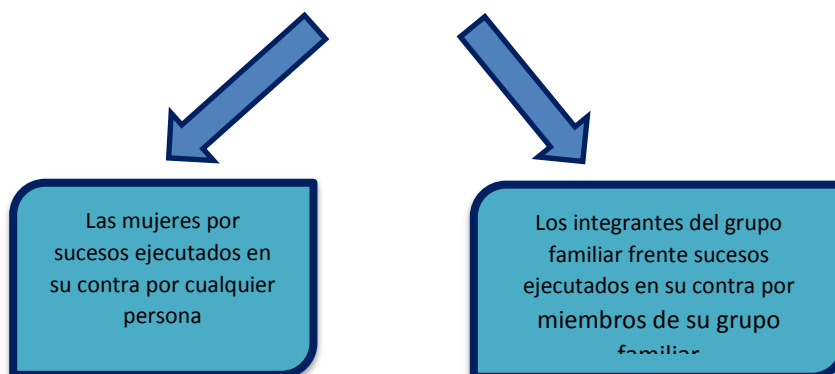 Las mujeres por
sucesos ejecutados en
su contra por cualquier
persona
Los integrantes del grupo
familiar frente sucesos
ejecutados en su contra por
miembros de su grupo
familiar